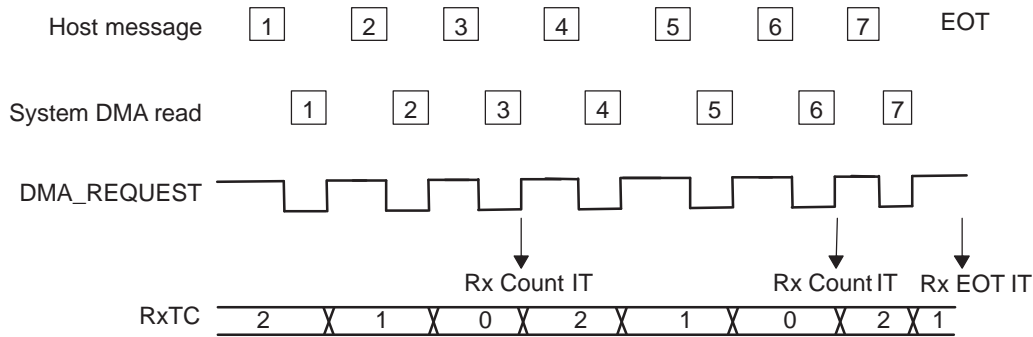 Host message 1 2 3 4 5 6 7 EOT
System DMA read 1 2 3 4 5 6 7
DMA_REQUEST
Rx Count IT Rx Count IT Rx EOT IT
RxTC 2 1 0 2 1 0 2 1